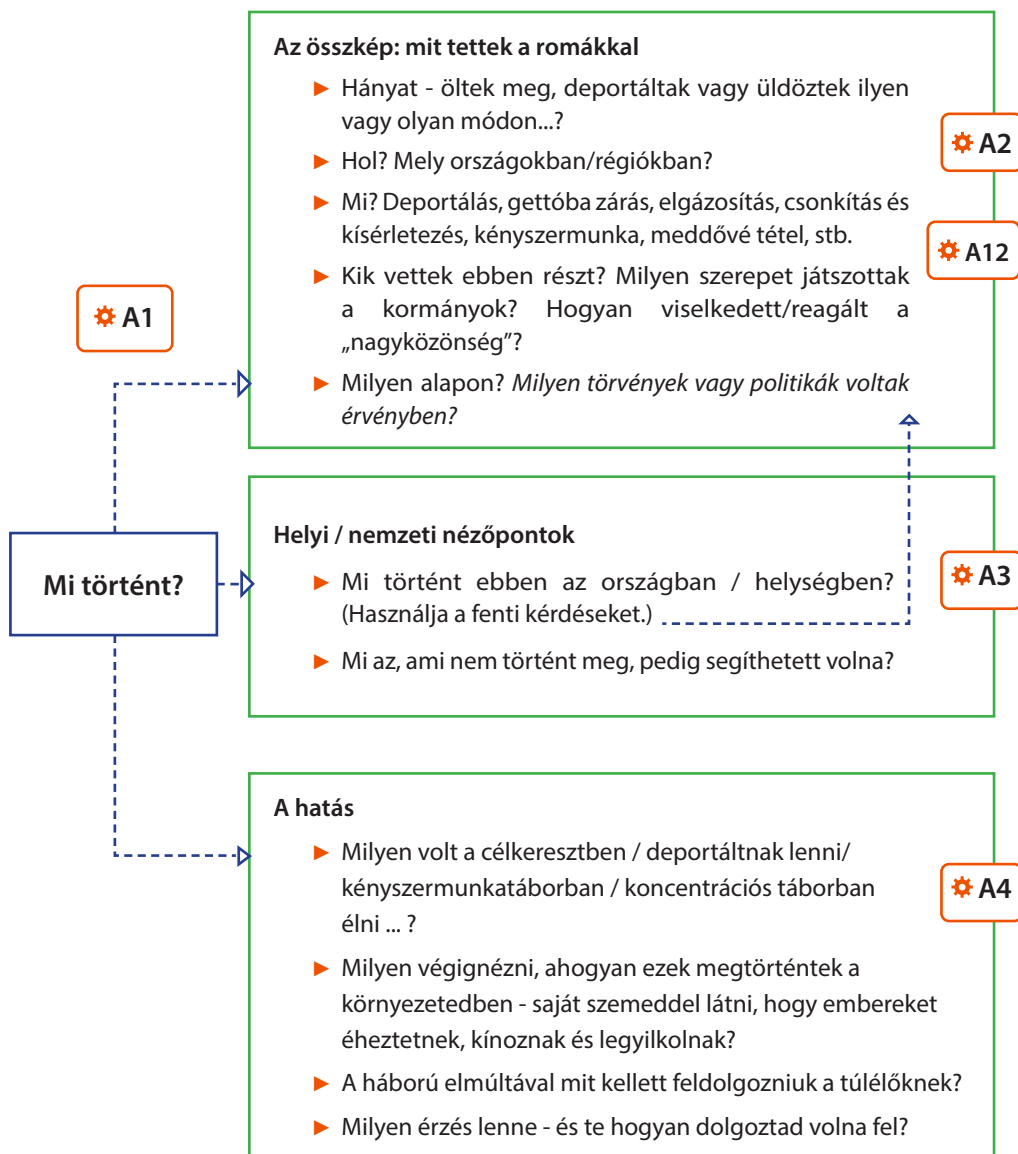 Az összkép: mit tettek a romákkal
► Hányat - öltek meg, deportáltak vagy üldöztek ilyen
vagy olyan módon...?
A2
► Hol? Mely országokban/régiókban?
► Mi? Deportálás, gettóba zárás, elgázosítás, csonkítás és
kísérletezés, kényszermunka, meddővé tétel, stb.
A12
► Kik vettek ebben részt? Milyen szerepet játszottak
a kormányok? Hogyan viselkedett/reagált a
„nagyközönség”?
A1
► Milyen alapon? Milyen törvények vagy politikák voltak
érvényben?
Mi történt?
Helyi / nemzeti nézőpontok
► Mi történt ebben az országban / helységben?
(Használja a fenti kérdéseket.)
A3
► Mi az, ami nem történt meg, pedig segíthetett volna?
A hatás
► Milyen volt a célkeresztben / deportáltnak lenni/
kényszermunkatáborban / koncentrációs táborban
élni ... ?
A4
► Milyen végignézni, ahogyan ezek megtörténtek a
környezetedben - saját szemeddel látni, hogy embereket
éheztetnek, kínoznak és legyilkolnak?
► A háború elmúltával mit kellett feldolgozniuk a túlélőknek?
► Milyen érzés lenne - és te hogyan dolgoztad volna fel?